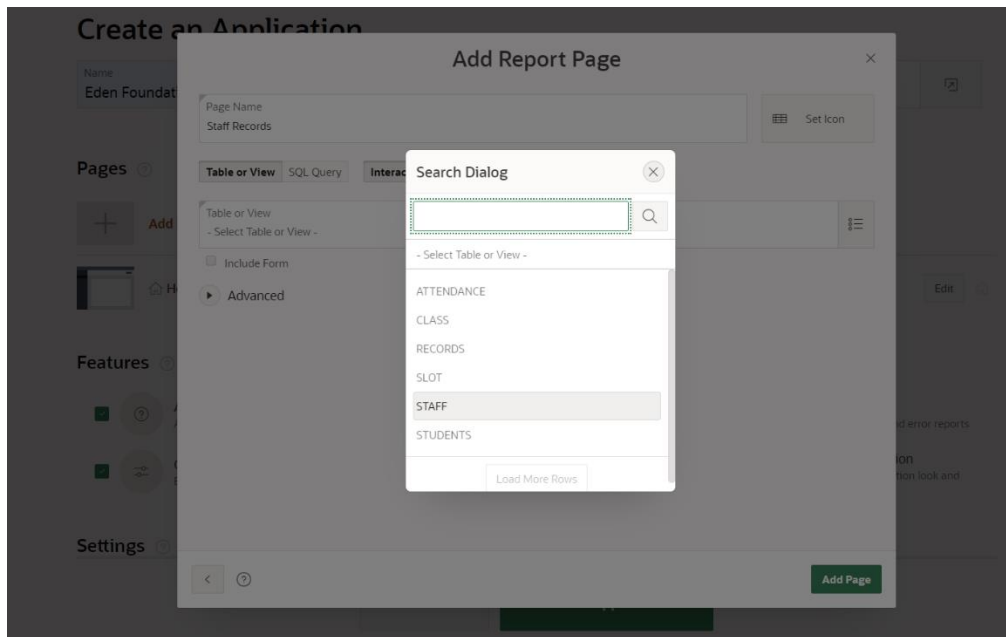 Create an Application
Add Report Page
Name
Eden Foundat
Page Name
Staff Records
Set Icon
Pages
Table or View SQL Query Interac
Search Dialog
Add
Table or View
- Select Table or View -
- Select Table or View -
Include Form
Advanced
ATTENDANCE
CLASS
RECORDS
SLOT
STAFF
STUDENTS
Load More Rows
Edit
Features
nd error reports
ion
tion look and
Settings
Add Page